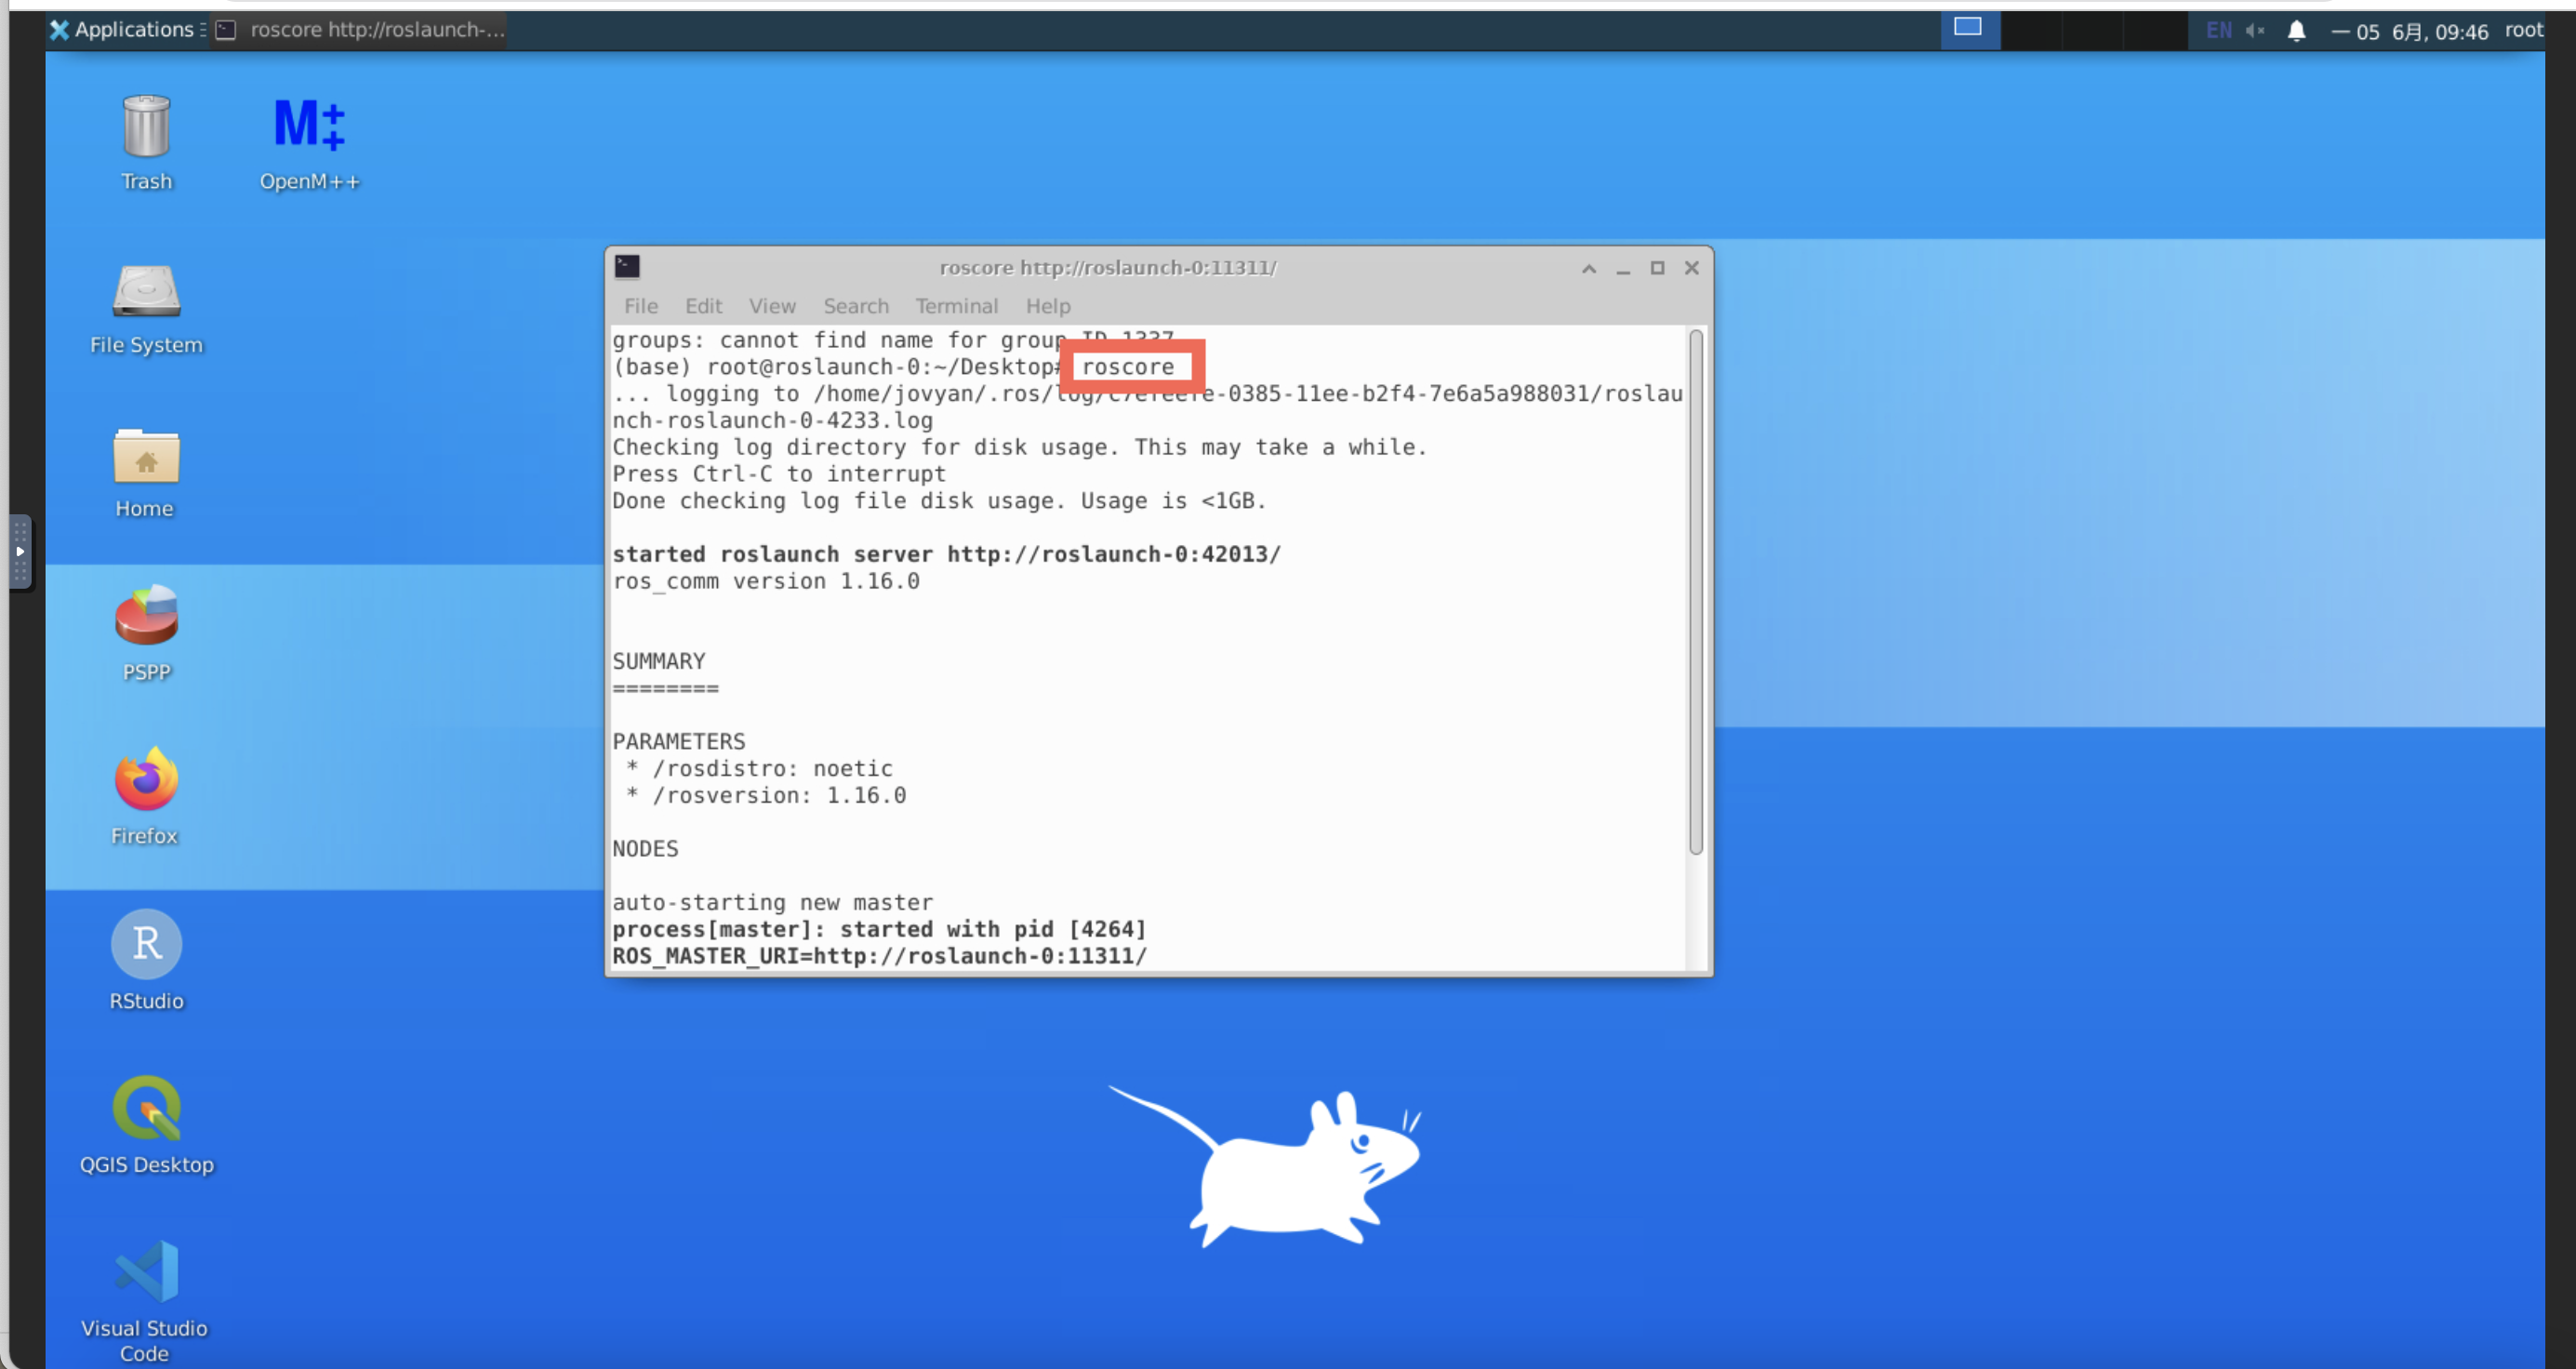 Applications
roscore http://roslaunch-...
EN
一 05 6月, 09:46 root
Trash
OpenM++
File System
Home
PSPP
Firefox
R
RStudio
QGIS Desktop
Visual Studio
Code
roscore http://roslaunch-0:11311/
File Edit View Search Terminal Help
groups: cannot find name for group ID 1337
(base) root@roslaunch-0:~/Desktop# roscore
... logging to /home/jovyan/.ros/log/c7efeefe-0385-11ee-b2f4-7e6a5a988031/roslau
nch-roslaunch-0-4233.log
Checking log directory for disk usage. This may take a while.
Press Ctrl-C to interrupt
Done checking log file disk usage. Usage is <1GB.
started roslaunch server http://roslaunch-0:42013/
ros_comm version 1.16.0
SUMMARY
========
PARAMETERS
* /rosdistro: noetic
* /rosversion: 1.16.0
NODES
auto-starting new master
process[master]: started with pid [4264]
ROS_MASTER_URI=http://roslaunch-0:11311/